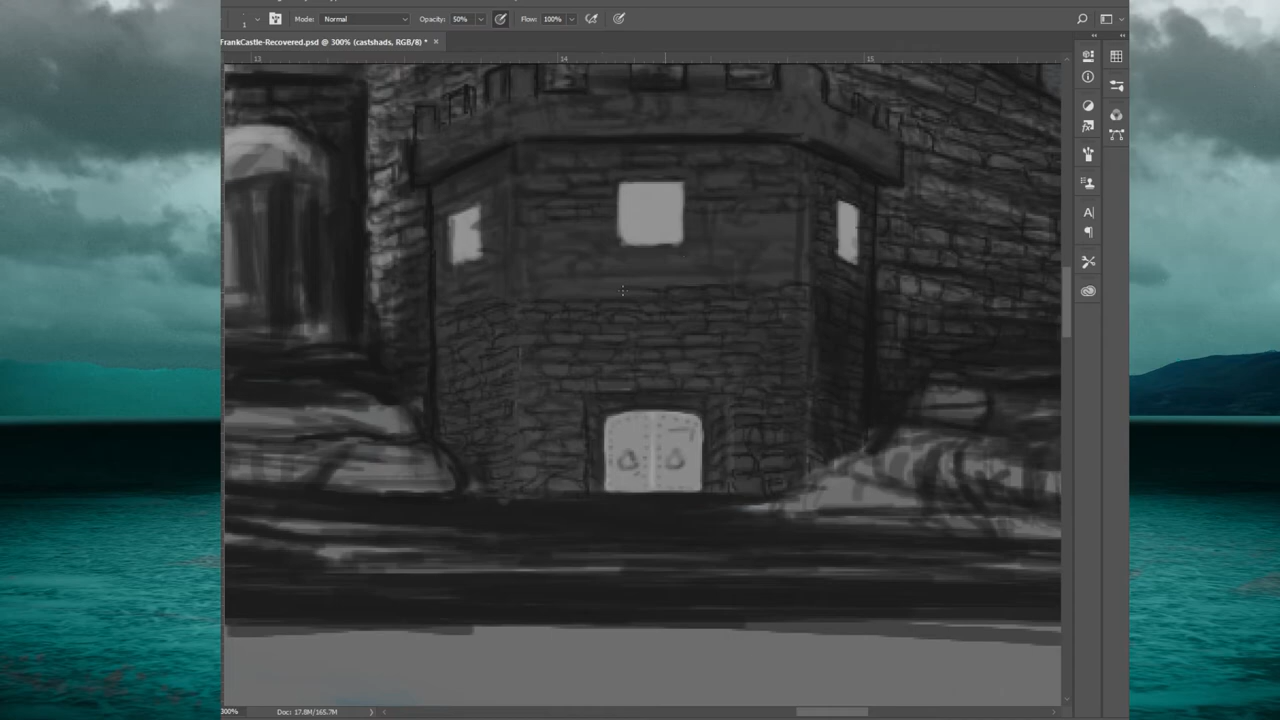 1 Mode: Normal Opacity: 50% Flow: 100%
FrankCastle-Recovered.psd @ 300% (castshads, RGB/8) * ×
13 14 15
A|
300% Doc: 17.8M/165.7M